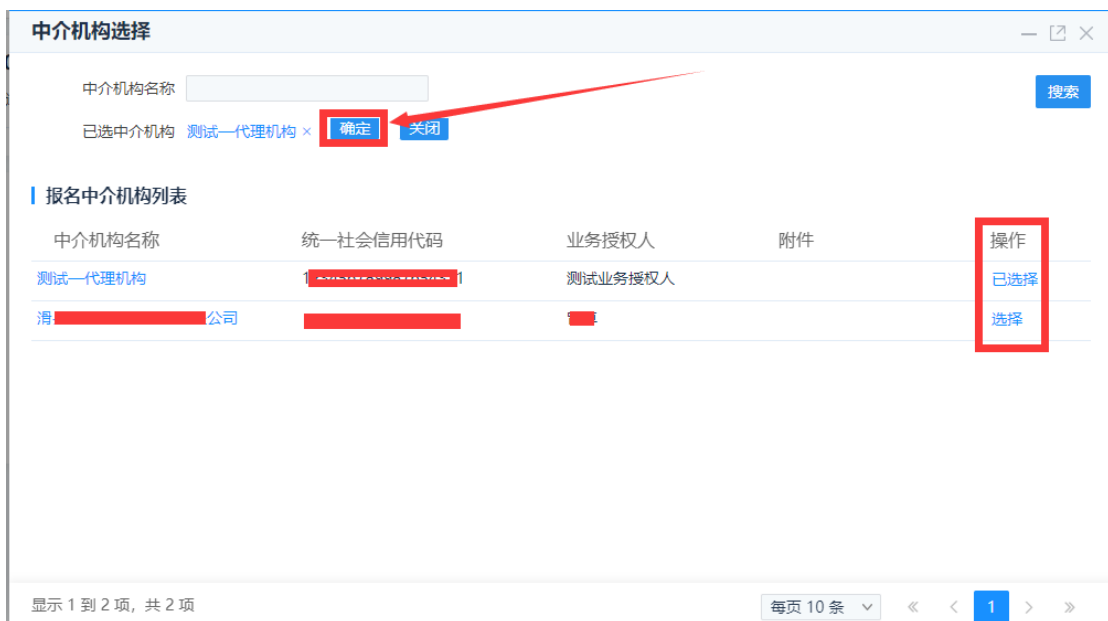 中介机构选择
中介机构名称
搜索
已选中介机构 测试一代理机构 × 确定 关闭
报名中介机构列表
中介机构名称 统一社会信用代码 业务授权人 附件 操作
测试一代理机构 测试业务授权人 已选择
滑 公司 选择
显示 1 到 2 项，共 2 项 每页 10 条 « < 1 > »